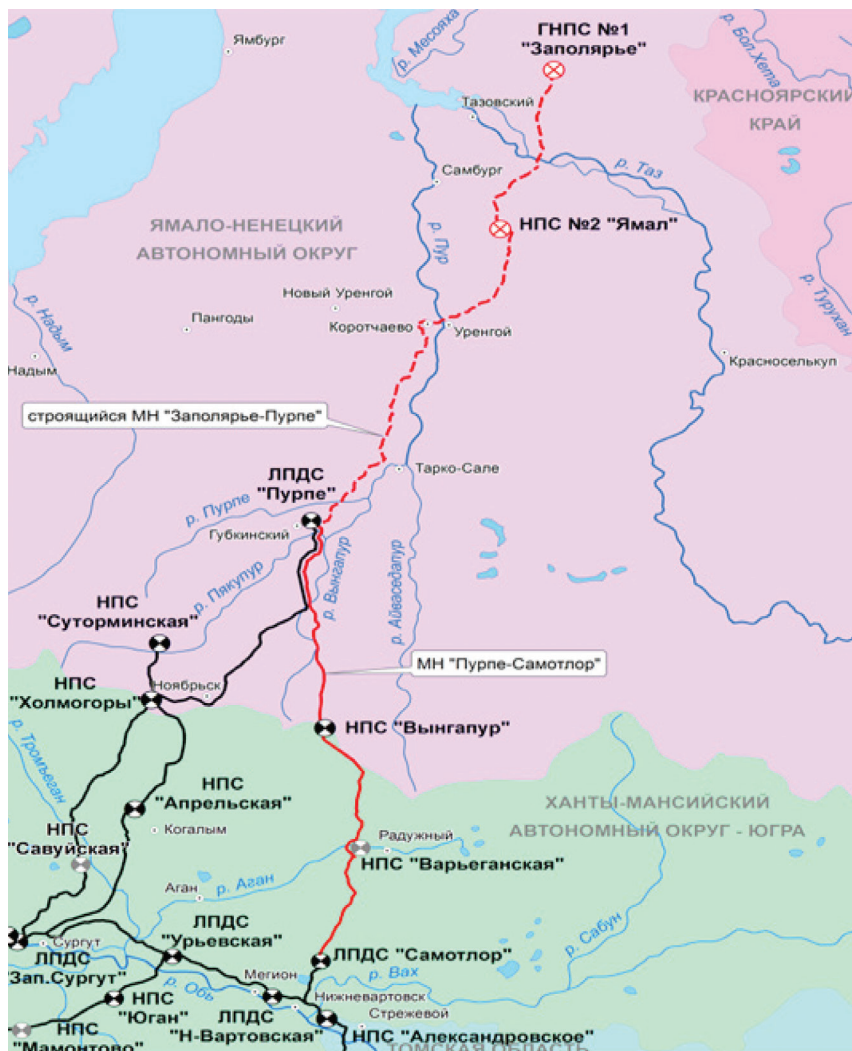 ГНПС №1
"Заполярье"
Ямбург
р. Месояха
р. Бол.Хета
КРАСНОЯРСКИЙ
КРАЙ
Тазовский
р. Таз
Самбург
НПС №2 "Ямал"
ЯМАЛО-НЕНЕЦКИЙ
АВТОНОМНЫЙ ОКРУГ
р. Пур
р. Турухан
р. Надым
Новый Уренгой
Пангоды
Коротчаево
Уренгой
Надым
Красноселькуп
строящийся МН "Заполярье-Пурпе"
Тарко-Сале
ЛПДС
"Пурпе"
р. Пурпе
Губкинский
р. Пякупур
р. Вынгапур
р. Айваседапур
НПС
"Суторминская"
МН "Пурпе-Самотлор"
НПС
"Холмогоры"
Ноябрьск
НПС "Вынгапур"
р. Тромъеган
НПС
"Апрельская"
ХАНТЫ-МАНСИЙСКИЙ
АВТОНОМНЫЙ ОКРУГ - ЮГРА
Когалым
НПС
"Савуйская"
Радужный
НПС "Варьеганская"
р. Аган
Аган
р. Сабун
ЛПДС
"Урьевская"
Сургут
ЛПДС
"Зап.Сургут"
ЛПДС "Самотлор"
р. Вах
Мегион
р. Обь
Нижневартовск
НПС
"Юган"
ЛПДС
"Н-Вартовская"
Стрежевой
НПС "Александровское"
НПС
"Мамонтово"
ТОМСКАЯ ОБЛАСТЬ